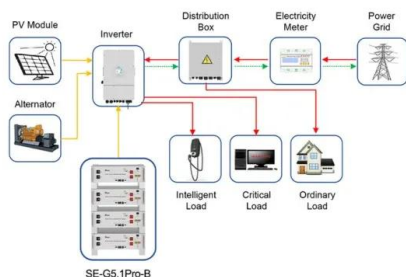 PV Module
Inverter
Distribution
Box
Electricity
Meter
Power
Grid
Alternator
Intelligent
Load
Critical
Load
Ordinary
Load
SE-G5.1Pro-B